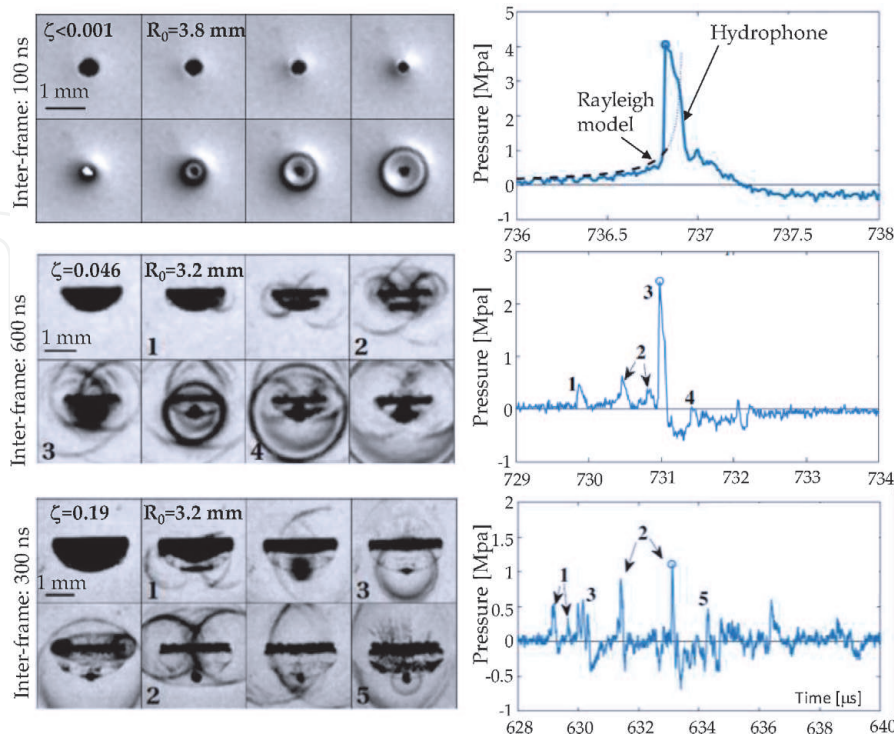 Inter-frame: 100 ns
ζ<0.001 R₀=3.8 mm
1 mm
Pressure [Mpa]
5
4
3
2
1
0
-1
Hydrophone
Rayleigh
model
736 736.5 737 737.5 738
Inter-frame: 600 ns
ζ=0.046 R₀=3.2 mm
1 mm
1 2
3 4
Pressure [Mpa]
3
2
1
0
-1
1 2 3 4
729 730 731 732 733 734
Inter-frame: 300 ns
ζ=0.19 R₀=3.2 mm
1 mm
1 3
2 5
Pressure [Mpa]
2
1.5
1
0.5
0
-0.5
1
1 3 2 5
Time [μs]
628 630 632 634 636 638 640